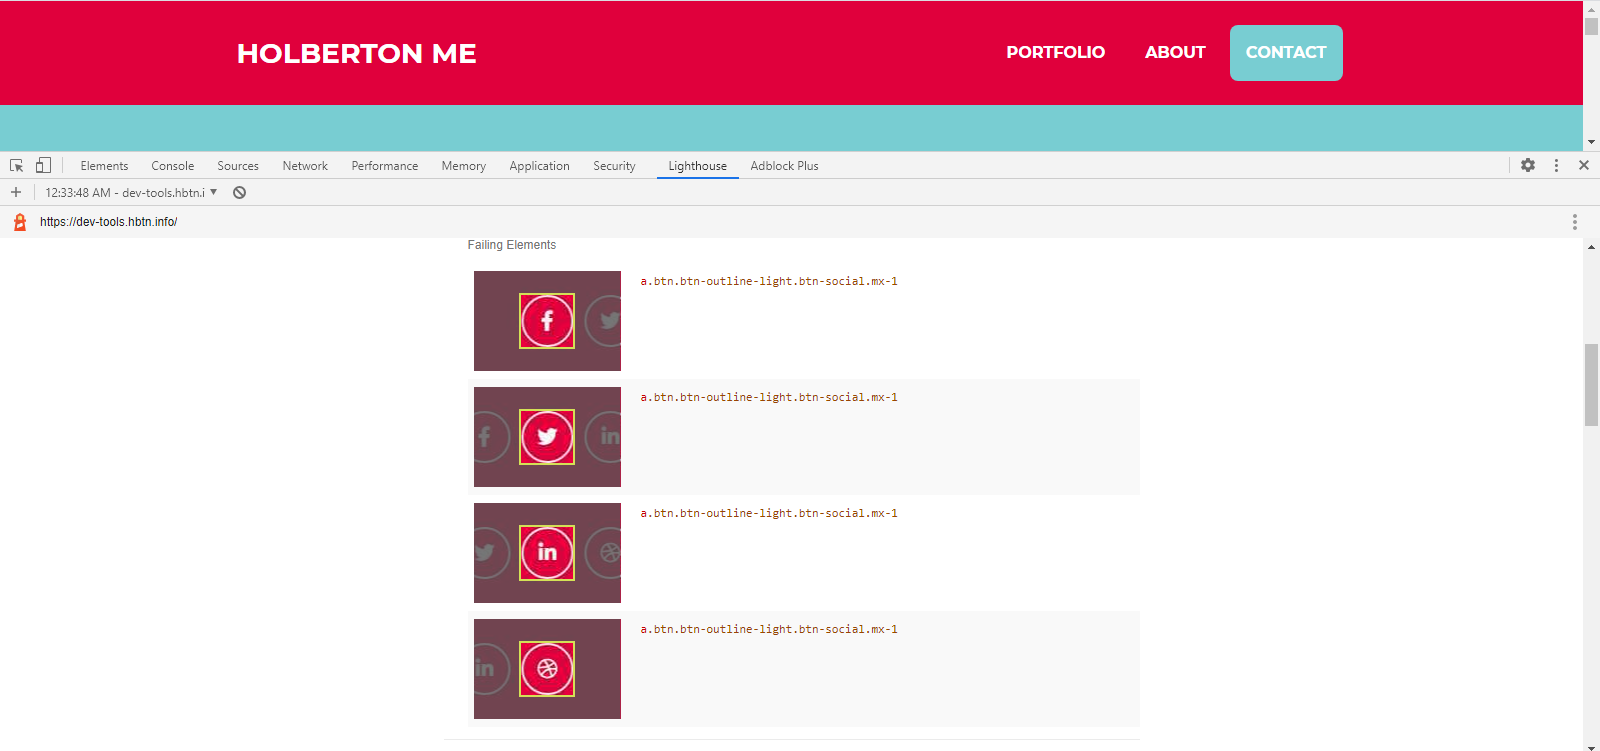 HOLBERTON ME
PORTFOLIO ABOUT CONTACT
Elements Console Sources Network Performance Memory Application Security Lighthouse Adblock Plus
12:33:48 AM - dev-tools.hbtn.i
https://dev-tools.hbtn.info/
Failing Elements
a.btn.btn-outline-light.btn-social.mx-1
a.btn.btn-outline-light.btn-social.mx-1
in
a.btn.btn-outline-light.btn-social.mx-1
in
a.btn.btn-outline-light.btn-social.mx-1
in